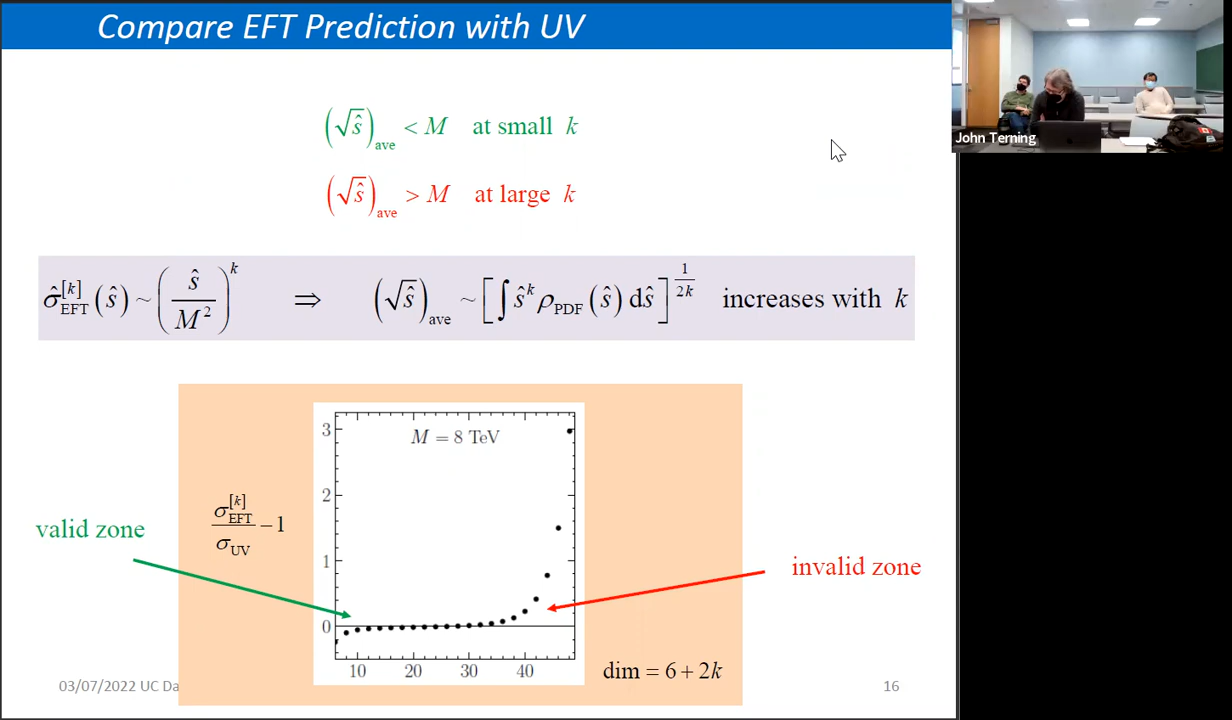 Compare EFT Prediction with UV
John Terning
(√ŝ)ave < M at small k
(√ŝ)ave > M at large k
σ̂[k]EFT(ŝ) ~ (ŝ/M²)^k ⇒ (√ŝ)ave ~ [∫ ŝ^k ρPDF(ŝ) dŝ]^(1/2k) increases with k
M = 8 TeV
3
2
1
0
10 20 30 40
σ[k]EFT/σUV − 1
valid zone
invalid zone
dim = 6 + 2k
03/07/2022 UC Da
16